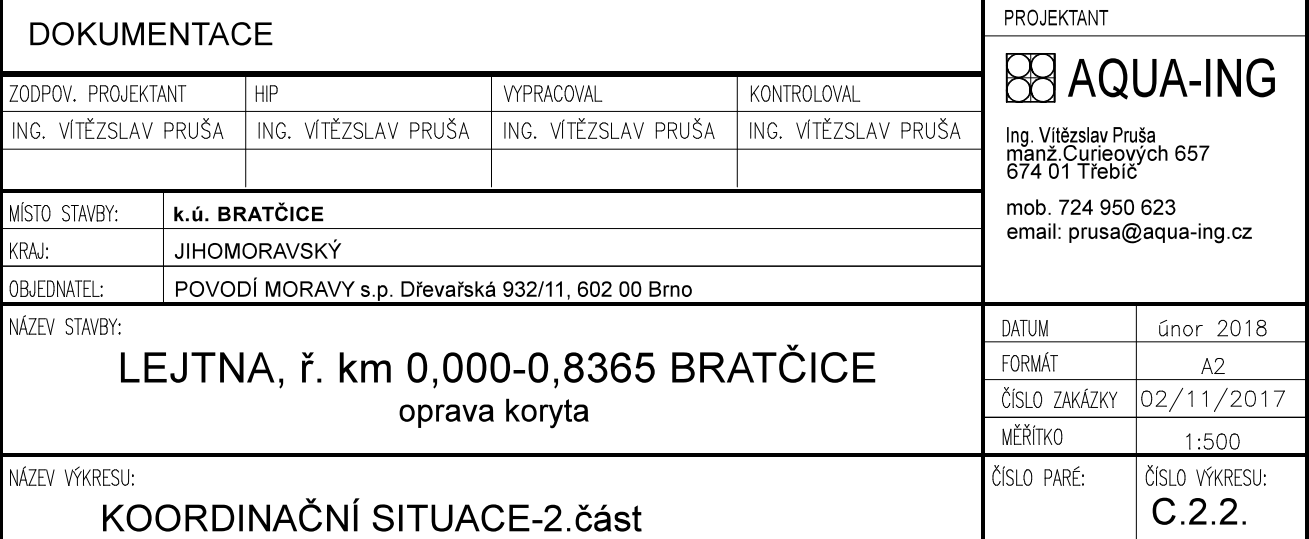 DOKUMENTACE
PROJEKTANT
AQUA-ING
Ing. Vítězslav Pruša
manž.Curieových 657
674 01 Třebíč
mob. 724 950 623
email: prusa@aqua-ing.cz
ZODPOV. PROJEKTANT HIP VYPRACOVAL KONTROLOVAL
ING. VÍTĚZSLAV PRUŠA ING. VÍTĚZSLAV PRUŠA ING. VÍTĚZSLAV PRUŠA ING. VÍTĚZSLAV PRUŠA
MÍSTO STAVBY: k.ú. BRATČICE
KRAJ: JIHOMORAVSKÝ
OBJEDNATEL: POVODÍ MORAVY s.p. Dřevařská 932/11, 602 00 Brno
NÁZEV STAVBY:
LEJTNA, ř. km 0,000-0,8365 BRATČICE
oprava koryta
DATUM únor 2018
FORMÁT A2
ČÍSLO ZAKÁZKY 02/11/2017
MĚŘÍTKO 1:500
NÁZEV VÝKRESU:
KOORDINAČNÍ SITUACE-2.část
ČÍSLO PARÉ: ČÍSLO VÝKRESU:
C.2.2.